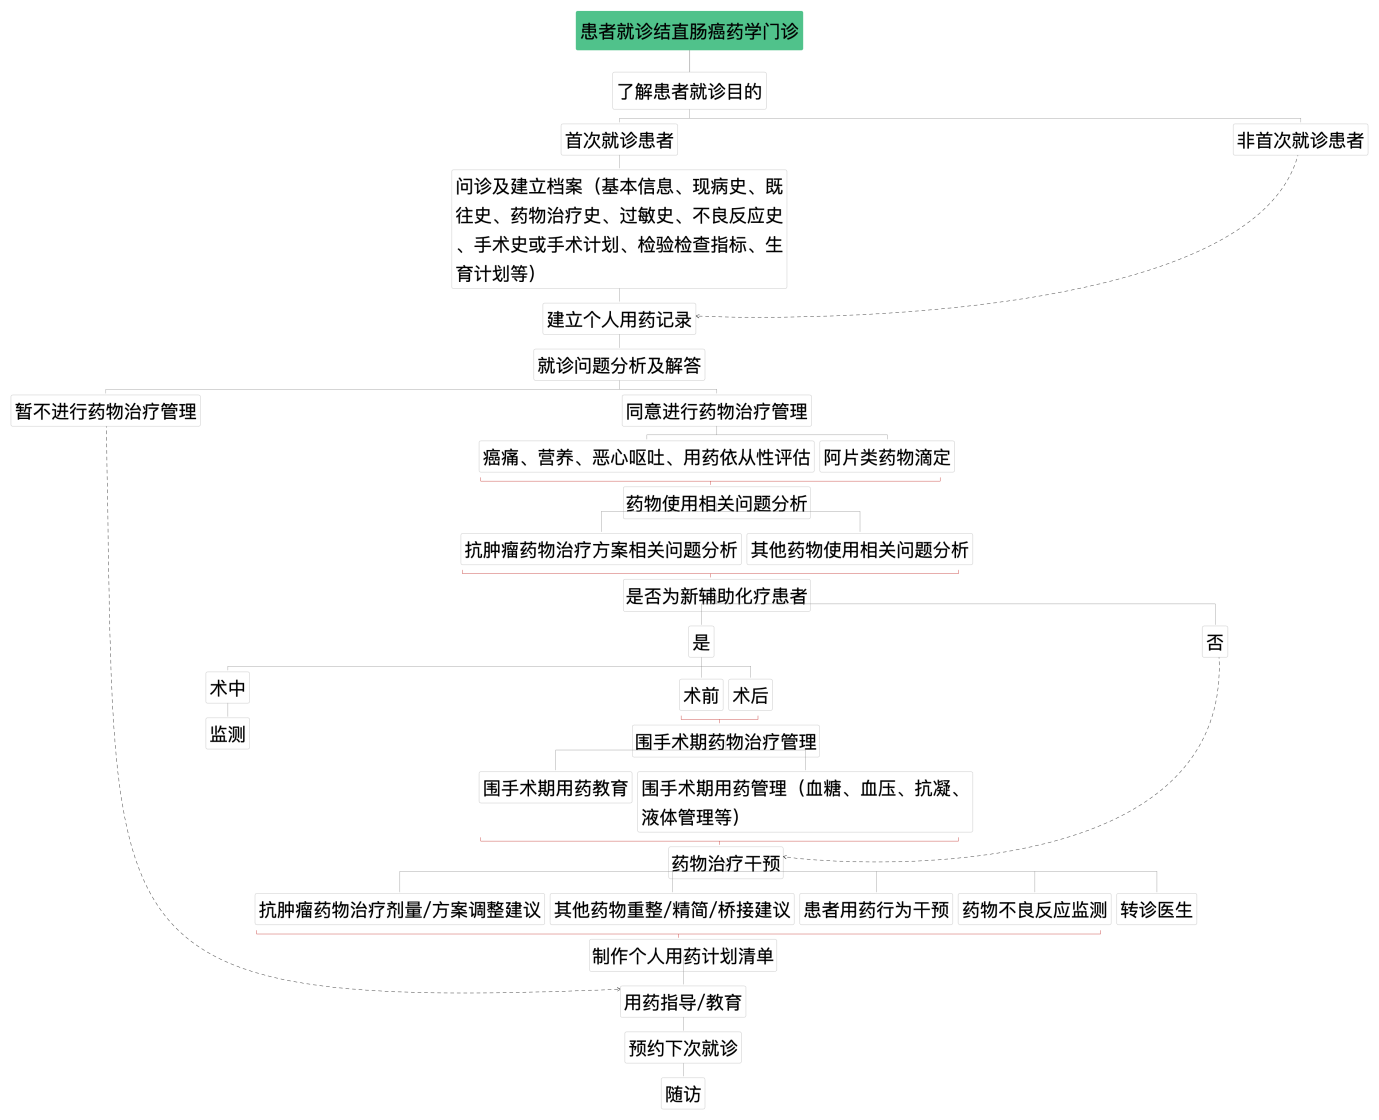 患者就诊结直肠癌药学门诊
了解患者就诊目的
首次就诊患者
非首次就诊患者
问诊及建立档案（基本信息、现病史、既
往史、药物治疗史、过敏史、不良反应史
、手术史或手术计划、检验检查指标、生
育计划等）
建立个人用药记录
就诊问题分析及解答
暂不进行药物治疗管理
同意进行药物治疗管理
癌痛、营养、恶心呕吐、用药依从性评估
阿片类药物滴定
药物使用相关问题分析
抗肿瘤药物治疗方案相关问题分析
其他药物使用相关问题分析
是否为新辅助化疗患者
是
否
术中
术前
术后
监测
围手术期药物治疗管理
围手术期用药教育
围手术期用药管理（血糖、血压、抗凝、
液体管理等）
药物治疗干预
抗肿瘤药物治疗剂量/方案调整建议
其他药物重整/精简/桥接建议
患者用药行为干预
药物不良反应监测
转诊医生
制作个人用药计划清单
用药指导/教育
预约下次就诊
随访